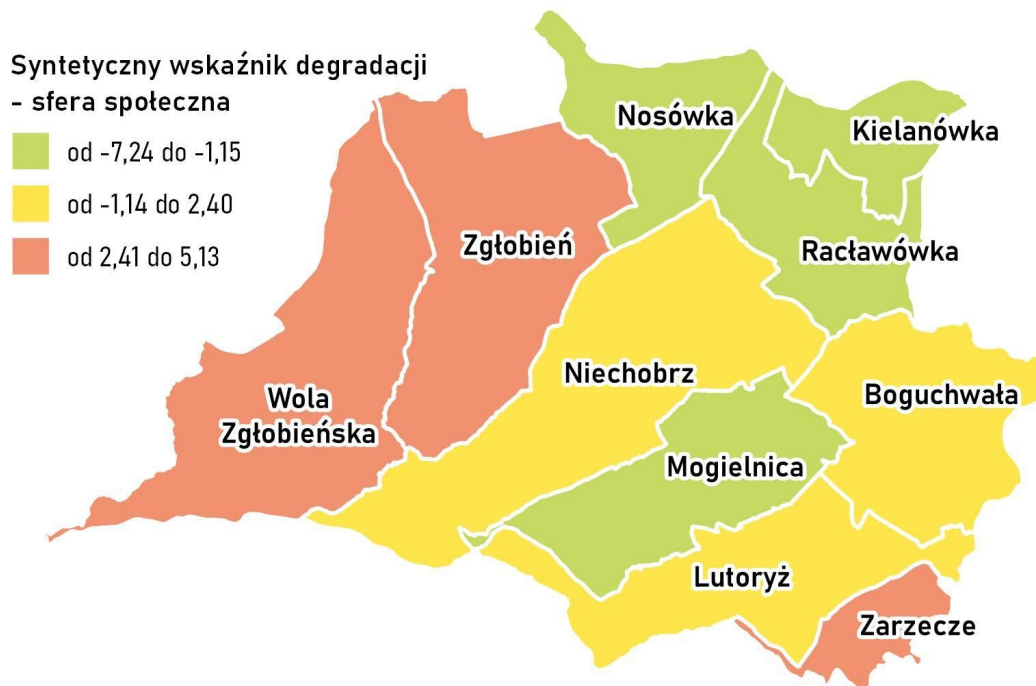 Syntetyczny wskaźnik degradacji
- sfera społeczna
od -7,24 do -1,15
od -1,14 do 2,40
od 2,41 do 5,13
Nosówka
Kielanówka
Zgłobień
Racławówka
Niechobrz
Wola
Zgłobieńska
Boguchwała
Mogielnica
Lutoryż
Zarzecze